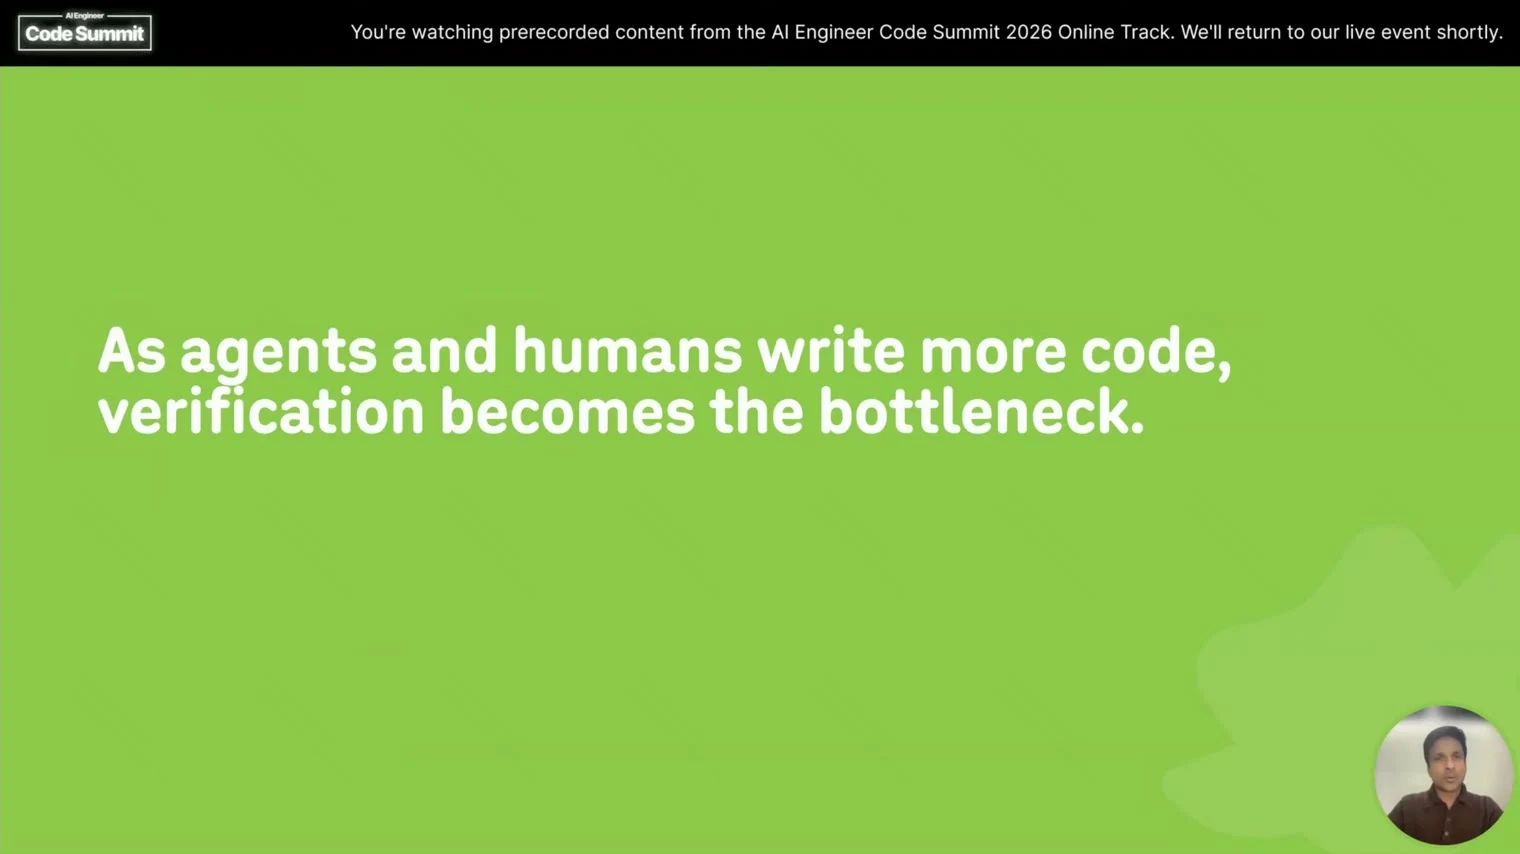 AI Engineer
Code Summit
You're watching prerecorded content from the AI Engineer Code Summit 2026 Online Track. We'll return to our live event shortly.
As agents and humans write more code,
verification becomes the bottleneck.